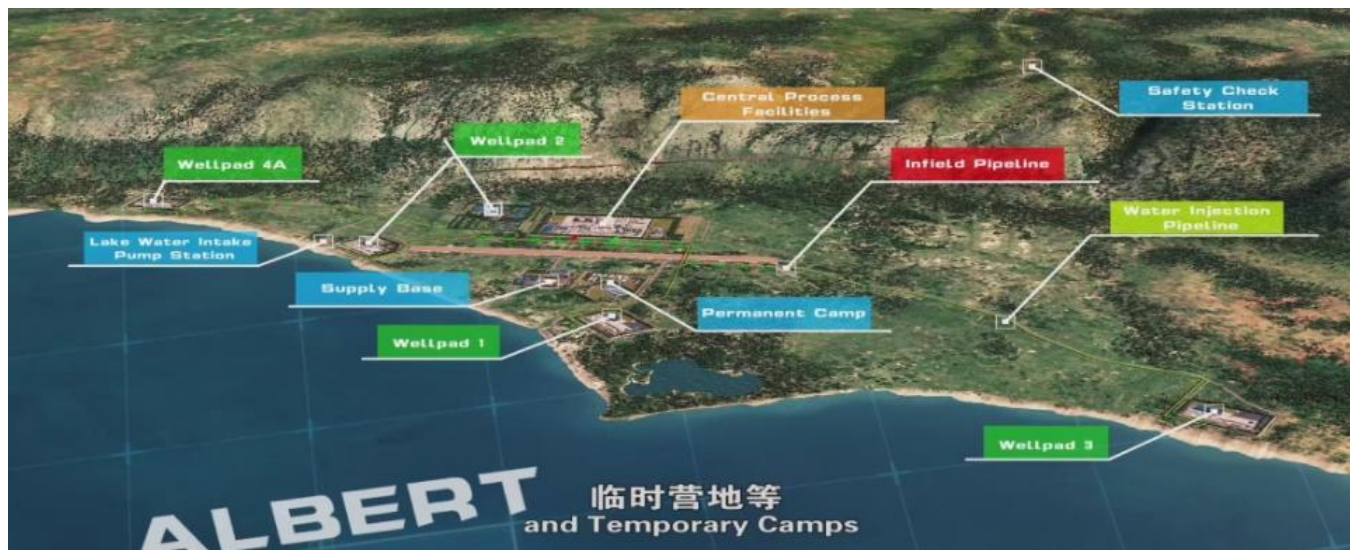 Safety Check
Station
Central Process
Facilities
Wellpad 2
Wellpad 4A
Infield Pipeline
Water Injection
Pipeline
Lake Water Intake
Pump Station
Supply Base
Permanent Camp
Wellpad 1
Wellpad 3
ALBERT
临时营地等
and Temporary Camps